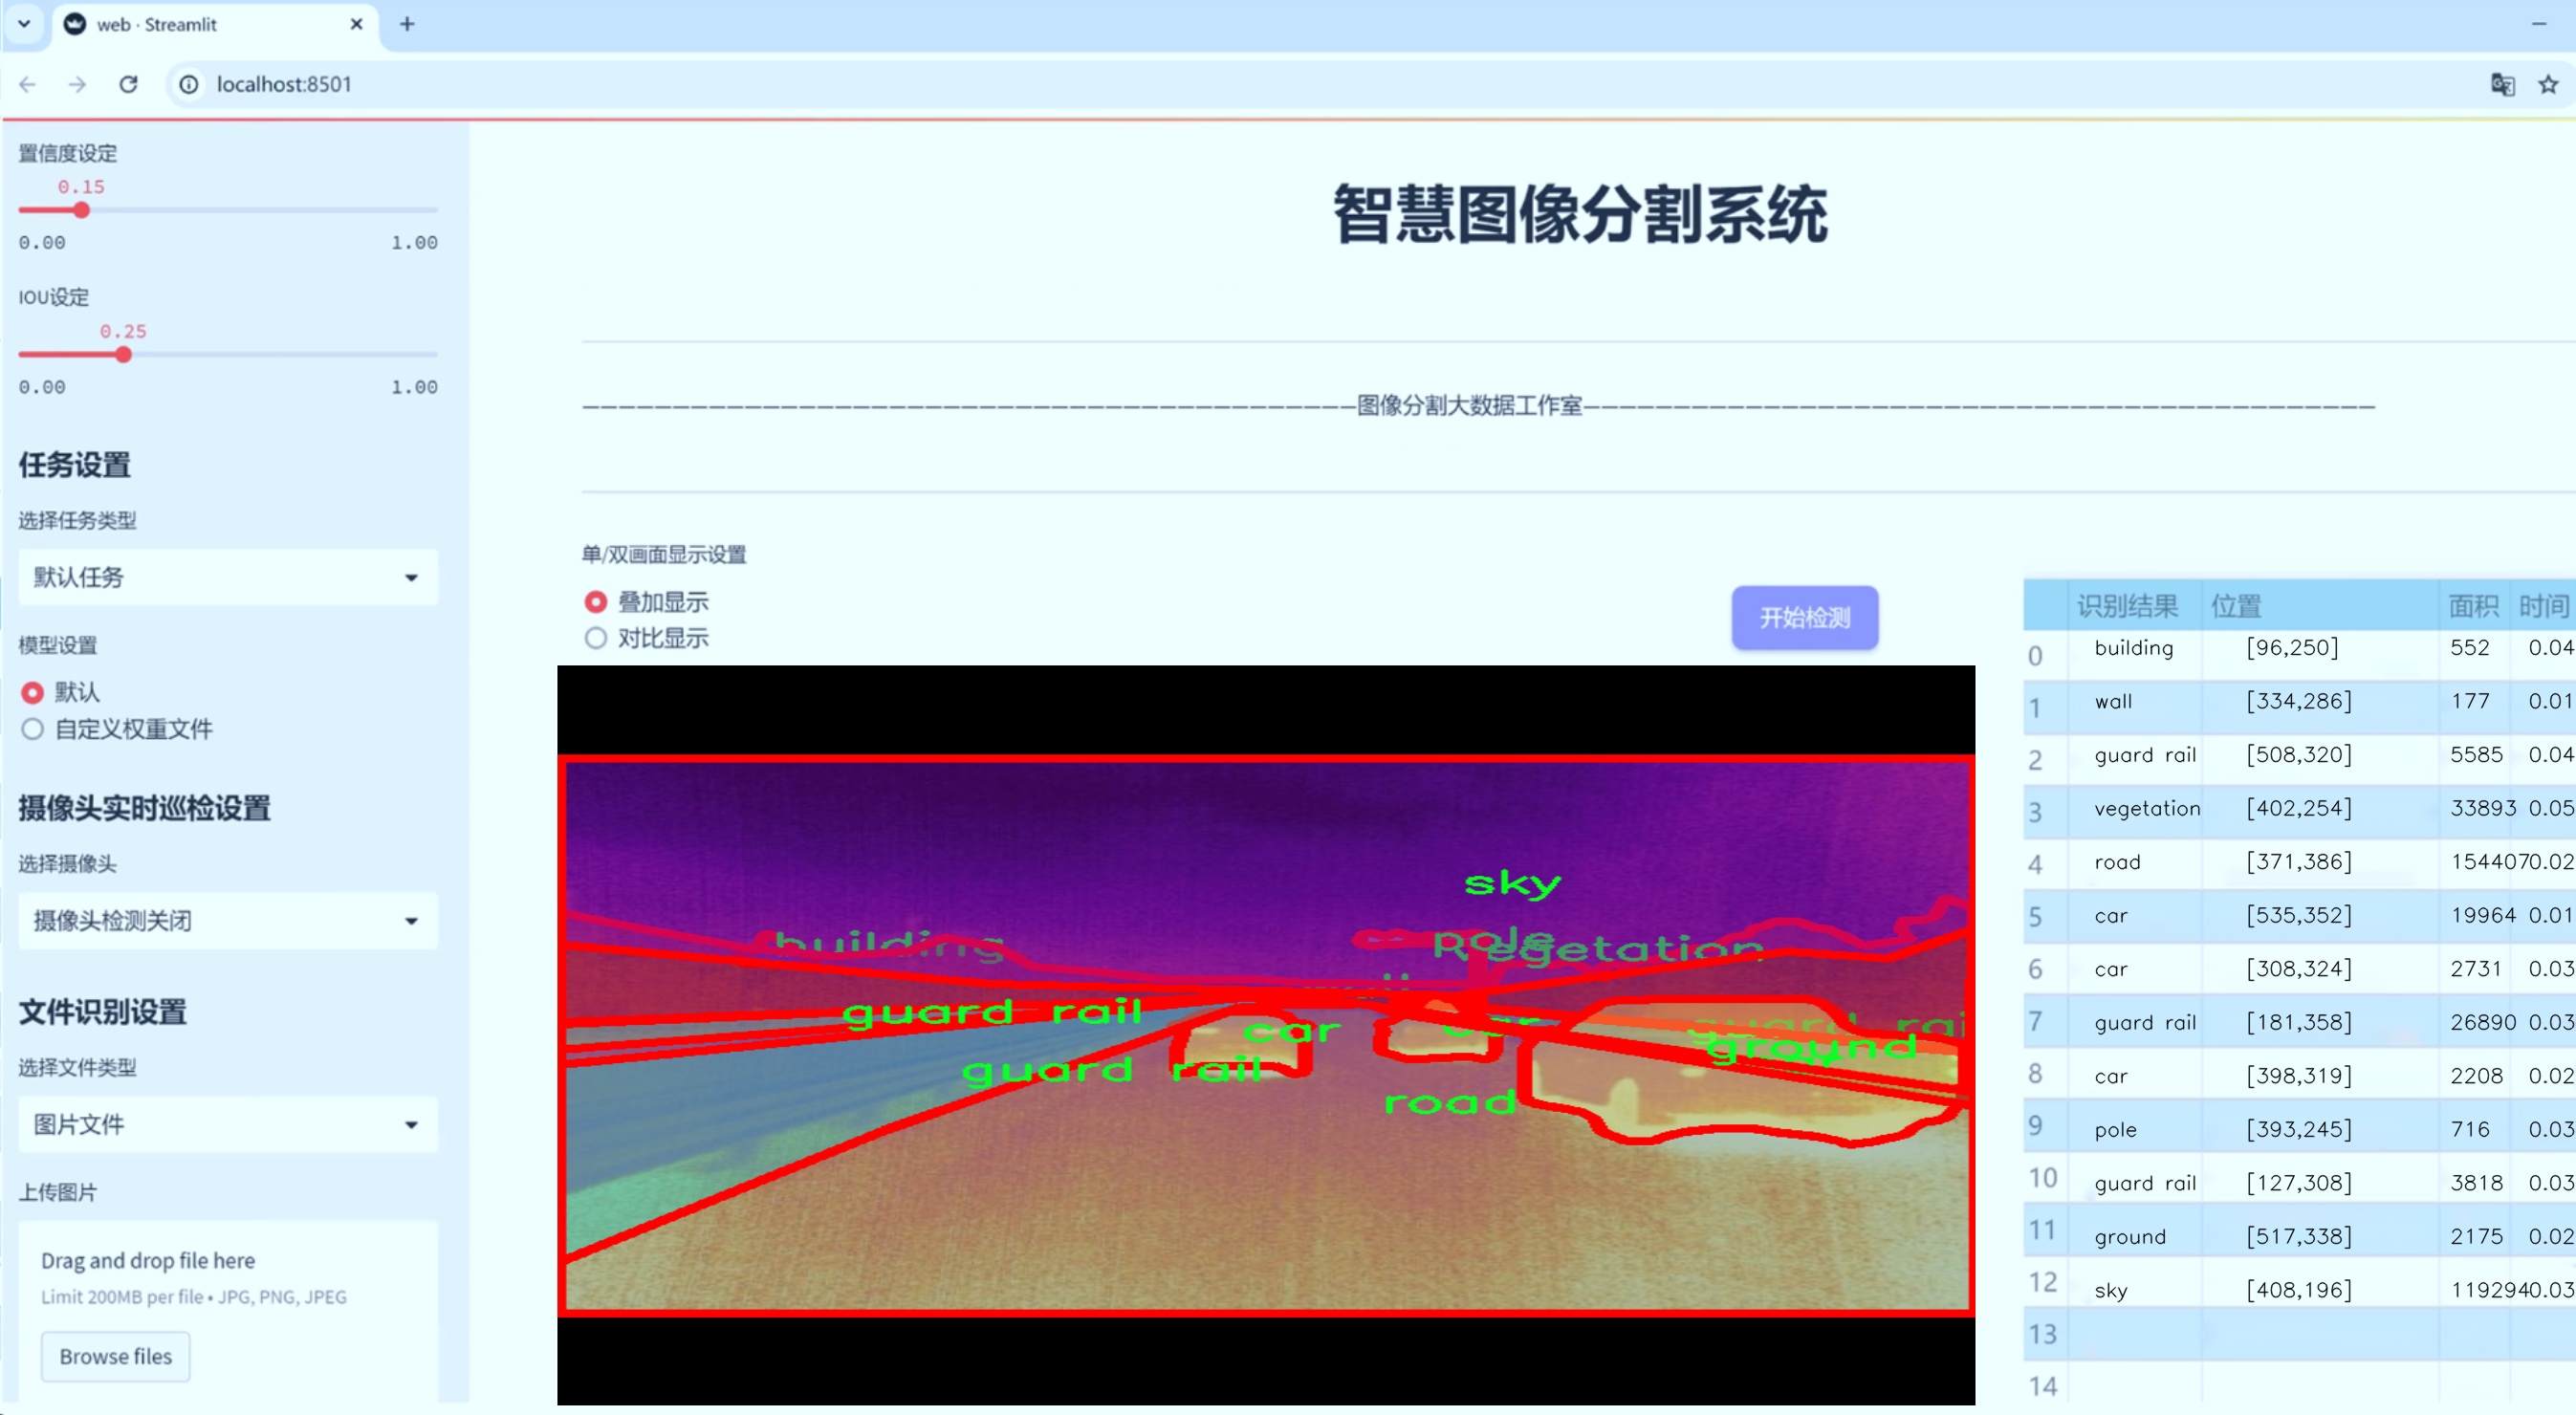 web · Streamlit
localhost:8501
置信度设定
0.15
0.00 1.00
IOU设定
0.25
0.00 1.00
任务设置
选择任务类型
默认任务
模型设置
默认
自定义权重文件
摄像头实时巡检设置
选择摄像头
摄像头检测关闭
文件识别设置
选择文件类型
图片文件
上传图片
Drag and drop file here
Limit 200MB per file • JPG, PNG, JPEG
Browse files
智慧图像分割系统
———————————————————————————————————————————图像分割大数据工作室————————————————————————————————————————————
单/双画面显示设置
叠加显示
对比显示
开始检测
sky
building
pole
vegetation
guard rail
car
car
guard rail
ground
guard rail
road
识别结果 位置 面积 时间
0 building [96,250] 552 0.04
1 wall [334,286] 177 0.01
2 guard rail [508,320] 5585 0.04
3 vegetation [402,254] 33893 0.05
4 road [371,386] 1544070.02
5 car [535,352] 19964 0.01
6 car [308,324] 2731 0.03
7 guard rail [181,358] 26890 0.03
8 car [398,319] 2208 0.02
9 pole [393,245] 716 0.03
10 guard rail [127,308] 3818 0.03
11 ground [517,338] 2175 0.02
12 sky [408,196] 1192940.03
13
14